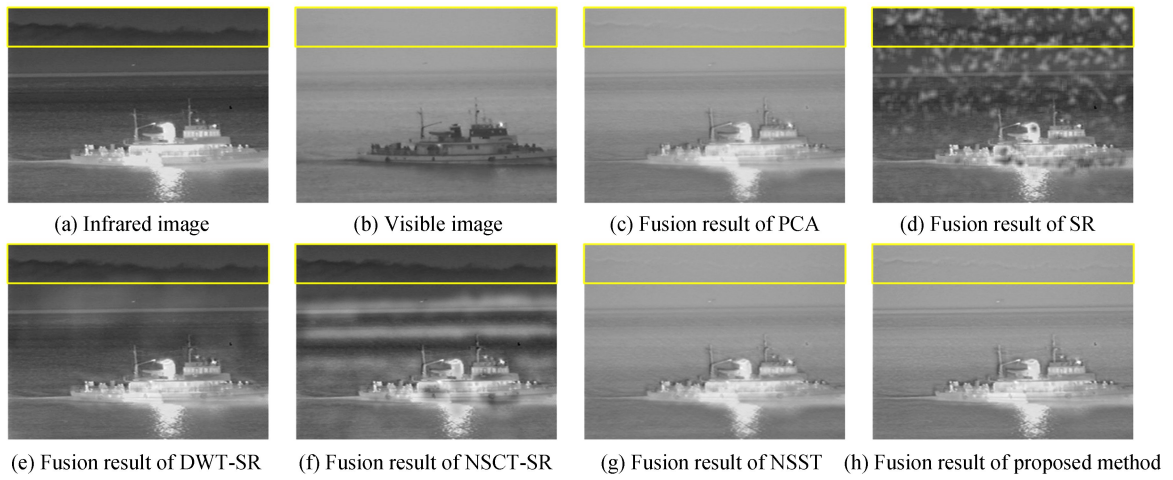 (a) Infrared image
(b) Visible image
(c) Fusion result of PCA
(d) Fusion result of SR
(e) Fusion result of DWT-SR
(f) Fusion result of NSCT-SR
(g) Fusion result of NSST
(h) Fusion result of proposed method